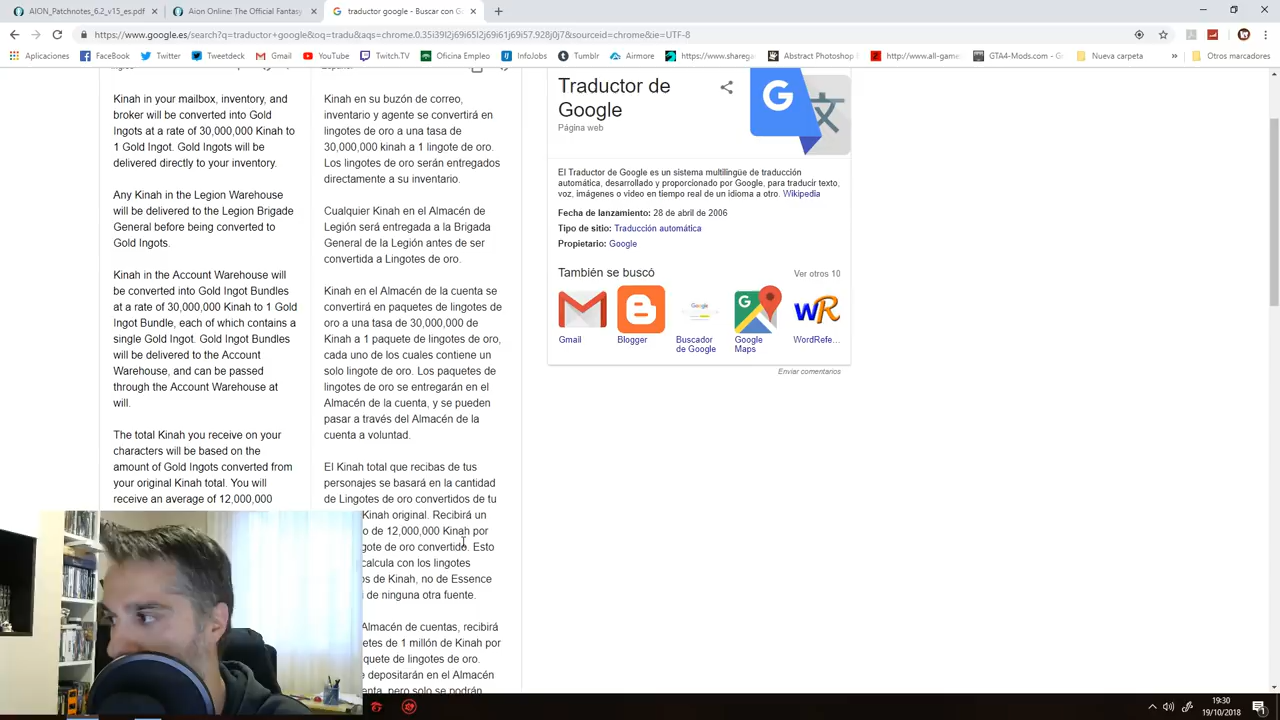 AION_Patchnotes_6.2_v15_es.pdf
Aion Online: The Official Fantasy
traductor google - Buscar con Go
https://www.google.es/search?q=traductor+google&oq=tradu&aqs=chrome.0.35i39l2j69i65l2j69i61j69i57.928j0j7&sourceid=chrome&ie=UTF-8
Aplicaciones
Facebook
Twitter
Tweetdeck
Gmail
YouTube
Twitch.TV
Oficina Empleo
InfoJobs
Tumblr
Airmore
https://www.sharega
Abstract Photoshop
http://www.all-game
GTA4-Mods.com - G
Nueva carpeta
»
Otros marcadores
Kinah in your mailbox, inventory, and
broker will be converted into Gold
Ingots at a rate of 30,000,000 Kinah to
1 Gold Ingot. Gold Ingots will be
delivered directly to your inventory.
Any Kinah in the Legion Warehouse
will be delivered to the Legion Brigade
General before being converted to
Gold Ingots.
Kinah in the Account Warehouse will
be converted into Gold Ingot Bundles
at a rate of 30,000,000 Kinah to 1 Gold
Ingot Bundle, each of which contains a
single Gold Ingot. Gold Ingot Bundles
will be delivered to the Account
Warehouse, and can be passed
through the Account Warehouse at
will.
The total Kinah you receive on your
characters will be based on the
amount of Gold Ingots converted from
your original Kinah total. You will
receive an average of 12,000,000
Kinah en su buzón de correo,
inventario y agente se convertirá en
lingotes de oro a una tasa de
30,000,000 kinah a 1 lingote de oro.
Los lingotes de oro serán entregados
directamente a su inventario.
Cualquier Kinah en el Almacén de
Legión será entregada a la Brigada
General de la Legión antes de ser
convertida a Lingotes de oro.
Kinah en el Almacén de la cuenta se
convertirá en paquetes de lingotes de
oro a una tasa de 30,000,000 de
Kinah a 1 paquete de lingotes de oro,
cada uno de los cuales contiene un
solo lingote de oro. Los paquetes de
lingotes de oro se entregarán en el
Almacén de la cuenta, y se pueden
pasar a través del Almacén de la
cuenta a voluntad.
El Kinah total que recibas de tus
personajes se basará en la cantidad
de Lingotes de oro convertidos de tu
Kinah original. Recibirá un
o de 12,000,000 Kinah por
gote de oro convertido. Esto
calcula con los lingotes
os de Kinah, no de Essence
i de ninguna otra fuente.
Almacén de cuentas, recibirá
etes de 1 millón de Kinah por
quete de lingotes de oro.
e depositarán en el Almacén
enta, pero solo se podrán
Traductor de
Google
Página web
El Traductor de Google es un sistema multilingüe de traducción
automática, desarrollado y proporcionado por Google, para traducir texto,
voz, imágenes o video en tiempo real de un idioma a otro. Wikipedia
Fecha de lanzamiento: 28 de abril de 2006
Tipo de sitio: Traducción automática
Propietario: Google
También se buscó
Ver otros 10
Gmail
Blogger
Buscador
de Google
Google
Maps
WordRefe...
Enviar comentarios
19:30
19/10/2018